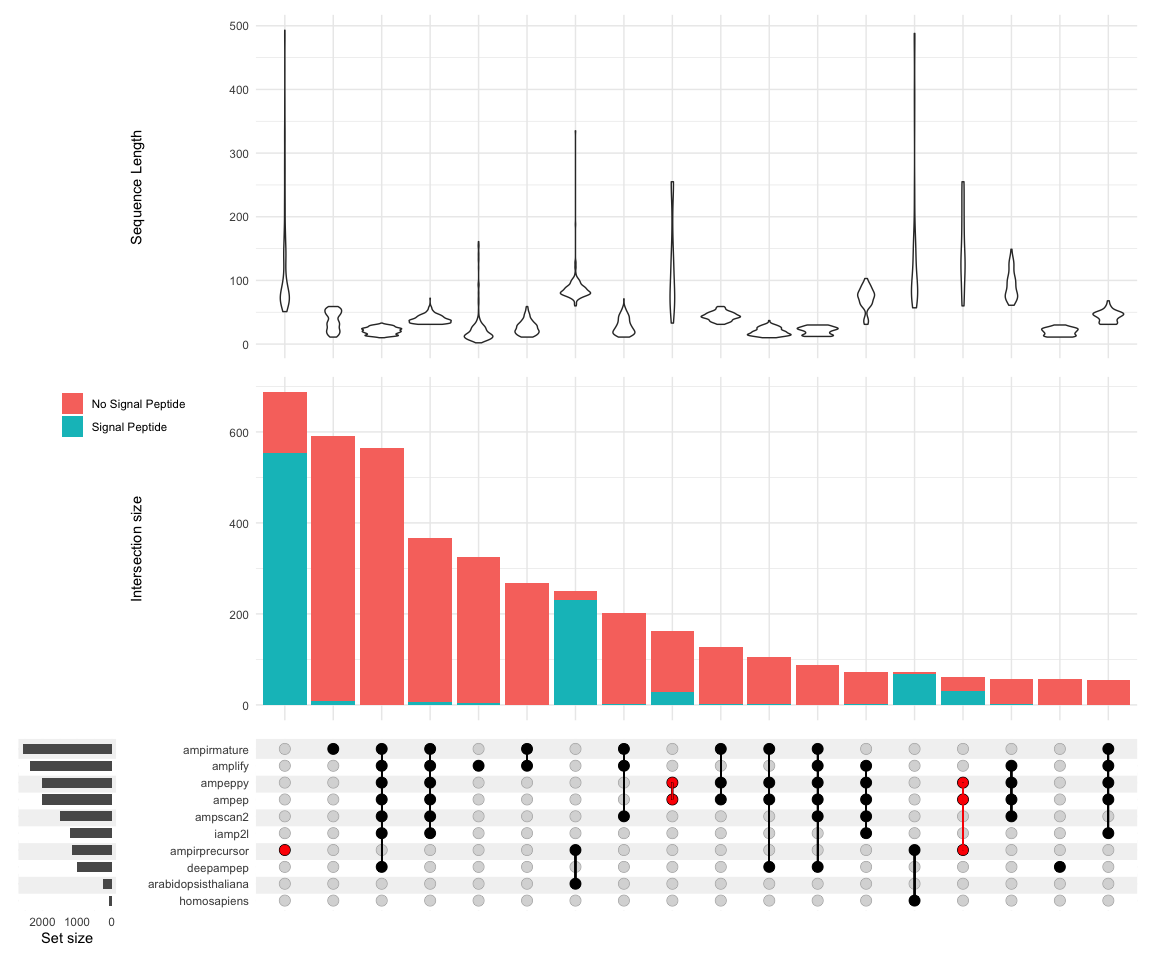 500
400
300
200
100
0
Sequence Length
No Signal Peptide
Signal Peptide
600
400
200
0
Intersection size
ampirmature
amplify
ampeppy
ampep
ampscan2
iamp2l
ampirprecursor
deepampep
arabidopsisthaliana
homosapiens
2000 1000 0
Set size